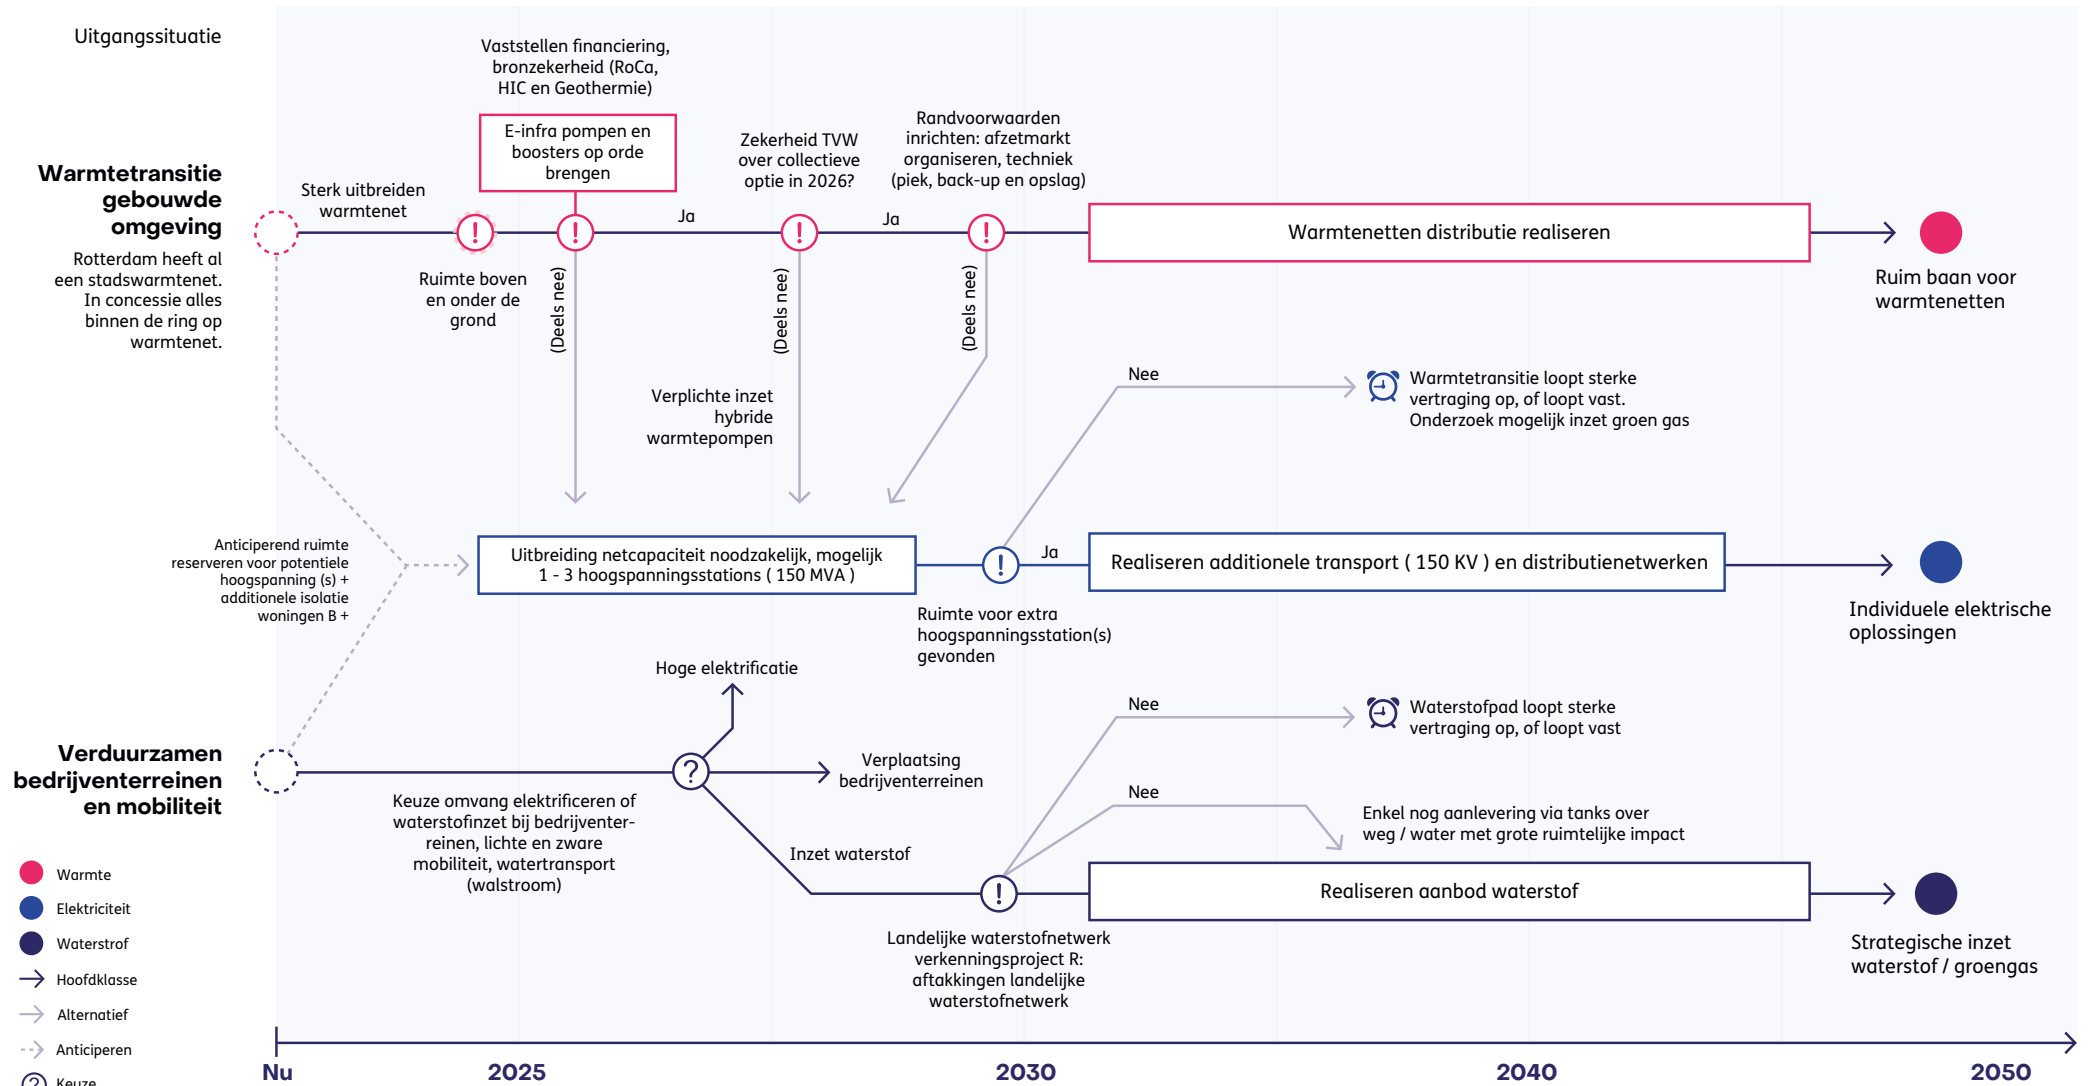 Uitgangssituatie
Vaststellen financiering,
bronzekerheid (RoCa,
HIC en Geothermie)
E-infra pompen en
boosters op orde
brengen
Zekerheid TVW
over collectieve
optie in 2026?
Randvoorwaarden
inrichten: afzetmarkt
organiseren, techniek
(piek, back-up en opslag)
Warmtetransitie
gebouwde
omgeving
Rotterdam heeft al
een stadswarmtenet.
In concessie alles
binnen de ring op
warmtenet.
Sterk uitbreiden
warmtenet
Ja
Ja
Warmtenetten distributie realiseren
Ruimte boven
en onder de
grond
(Deels nee)
(Deels nee)
(Deels nee)
Ruim baan voor
warmtenetten
Verplichte inzet
hybride
warmtepompen
Nee
Warmtetransitie loopt sterke
vertraging op, of loopt vast.
Onderzoek mogelijk inzet groen gas
Anticiperend ruimte
reserveren voor potentiele
hoogspanning (s) +
additionele isolatie
woningen B +
Uitbreiding netcapaciteit noodzakelijk, mogelijk
1 - 3 hoogspanningsstations ( 150 MVA )
Ja
Realiseren additionele transport ( 150 KV ) en distributienetwerken
Ruimte voor extra
hoogspanningsstation(s)
gevonden
Individuele elektrische
oplossingen
Hoge elektrificatie
Verduurzamen
bedrijventerreinen
en mobiliteit
Verplaatsing
bedrijventerreinen
Keuze omvang elektrificeren of
waterstofinzet bij bedrijventer-
reinen, lichte en zware
mobiliteit, watertransport
(walstroom)
Inzet waterstof
Nee
Waterstofpad loopt sterke
vertraging op, of loopt vast
Nee
Enkel nog aanlevering via tanks over
weg / water met grote ruimtelijke impact
Realiseren aanbod waterstof
Landelijke waterstofnetwerk
verkenningsproject R:
aftakkingen landelijke
waterstofnetwerk
Strategische inzet
waterstof / groengas
Warmte
Elektriciteit
Waterstrof
Hoofdklasse
Alternatief
Anticiperen
Keuze
Nu
2025
2030
2040
2050